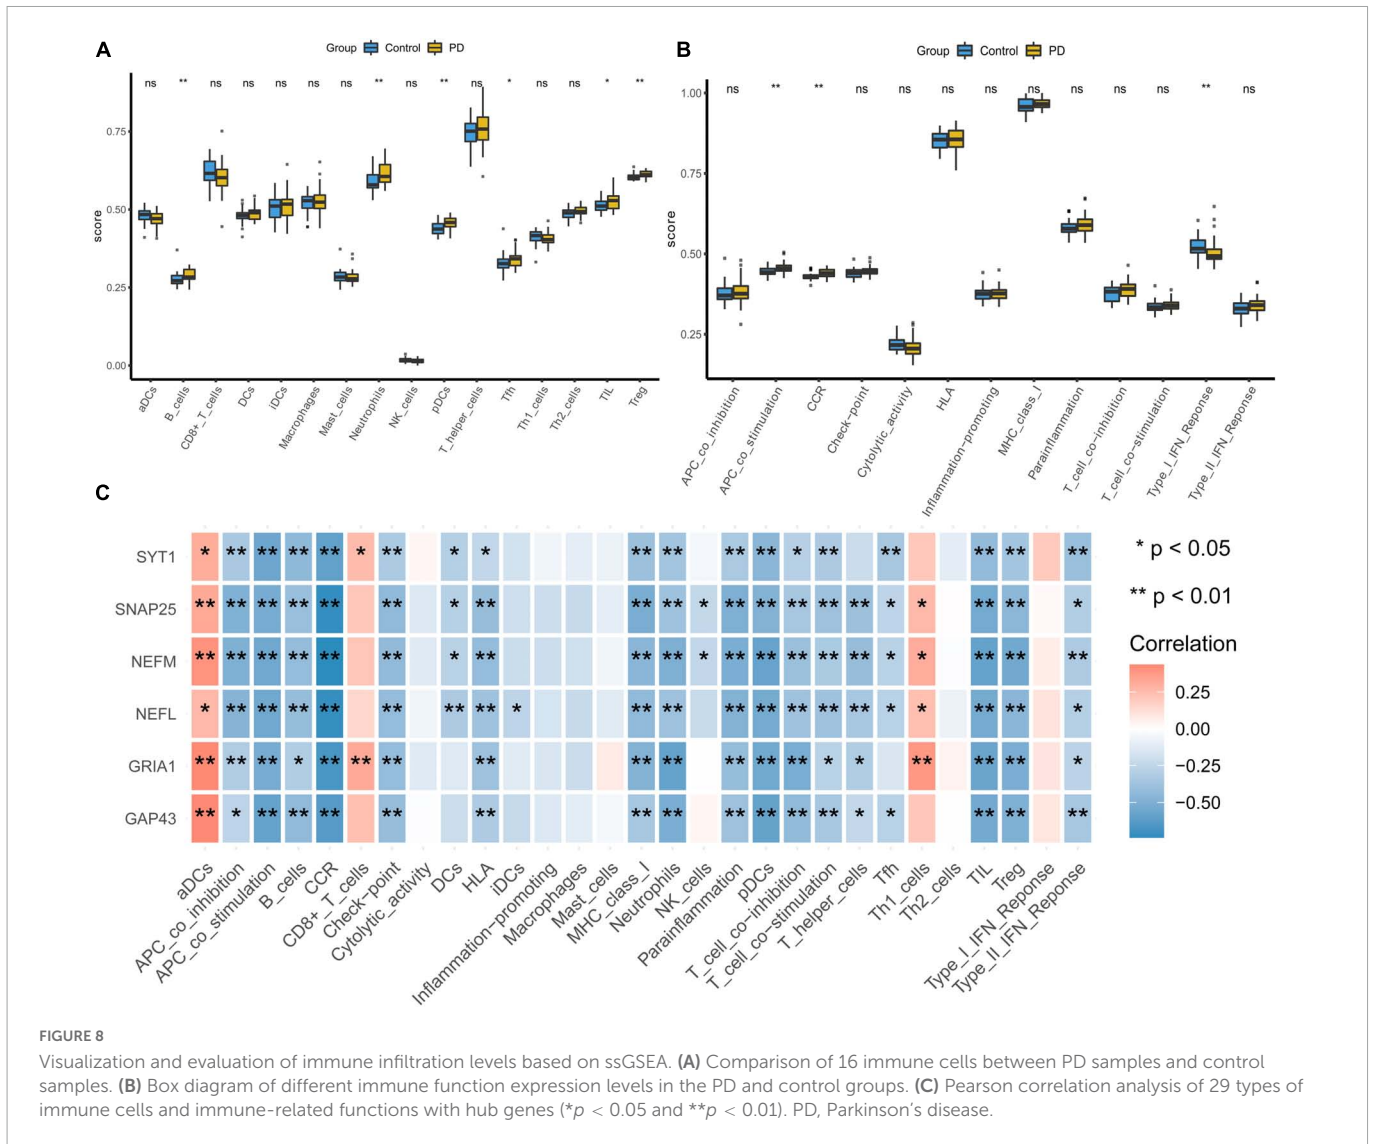 A
Group Control PD
ns ** ns ns ns ns ns ** ns ** ns * ns ns * **
score
0.75
0.50
0.25
0.00
aDCs
B_cells
CD8+_T_cells
DCs
iDCs
Macrophages
Mast_cells
Neutrophils
NK_cells
pDCs
T_helper_cells
Tfh
Th1_cells
Th2_cells
TIL
Treg
B
Group Control PD
ns ** ** ns ns ns ns ns ns ns ns ** ns
score
1.00
0.75
0.50
0.25
APC_co_inhibition
APC_co_stimulation
CCR
Check-point
Cytolytic_activity
HLA
Inflammation-promoting
MHC_class_I
Parainflammation
T_cell_co-inhibition
T_cell_co-stimulation
Type_I_IFN_Reponse
Type_II_IFN_Reponse
C
SYT1 * ** ** ** ** * ** * * ** ** ** ** * ** ** ** ** **
SNAP25 ** ** ** ** ** ** * ** ** ** * ** ** ** ** ** * * ** ** *
NEFM ** ** ** ** ** ** * ** ** ** * ** ** ** ** ** * * ** ** **
NEFL * ** ** ** ** ** ** ** * ** ** ** ** ** ** ** * * ** ** *
GRIA1 ** ** ** * ** ** ** ** ** ** ** ** ** * * ** ** ** *
GAP43 ** * ** ** ** ** ** ** ** ** ** ** ** * * ** ** **
aDCs
APC_co_inhibition
APC_co_stimulation
B_cells
CCR
CD8+_T_cells
Check-point
Cytolytic_activity
DCs
HLA
iDCs
Inflammation-promoting
Macrophages
Mast_cells
MHC_class_I
Neutrophils
NK_cells
Parainflammation
pDCs
T_cell_co-inhibition
T_cell_co-stimulation
T_helper_cells
Tfh
Th1_cells
Th2_cells
TIL
Treg
Type_I_IFN_Reponse
Type_II_IFN_Reponse
* p < 0.05
** p < 0.01
Correlation
0.25
0.00
−0.25
−0.50
FIGURE 8
Visualization and evaluation of immune infiltration levels based on ssGSEA. (A) Comparison of 16 immune cells between PD samples and control
samples. (B) Box diagram of different immune function expression levels in the PD and control groups. (C) Pearson correlation analysis of 29 types of
immune cells and immune-related functions with hub genes (*p < 0.05 and **p < 0.01). PD, Parkinson's disease.